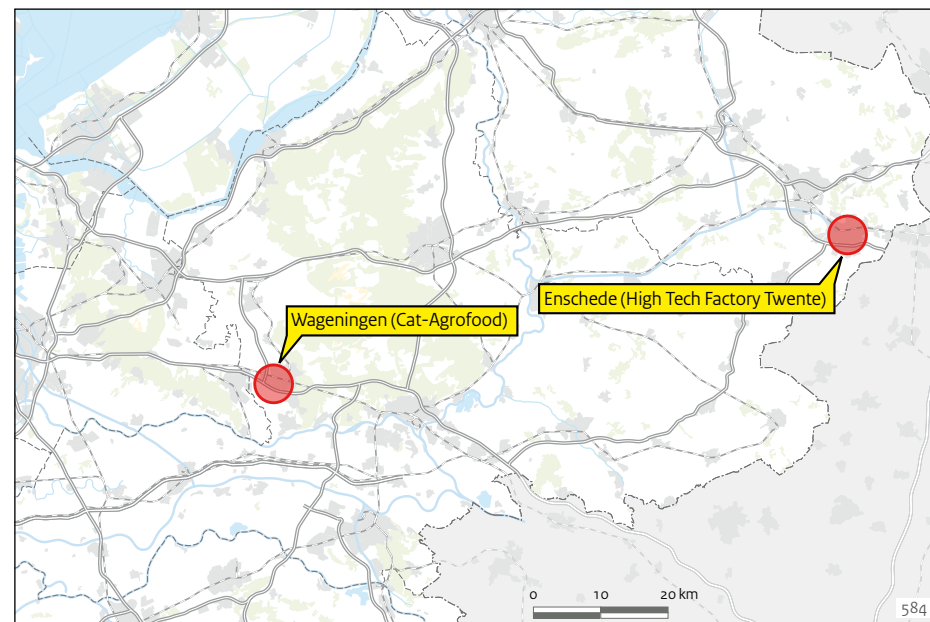 Enschede (High Tech Factory Twente)
Wageningen (Cat-Agrofood)
0 10 20 km
584